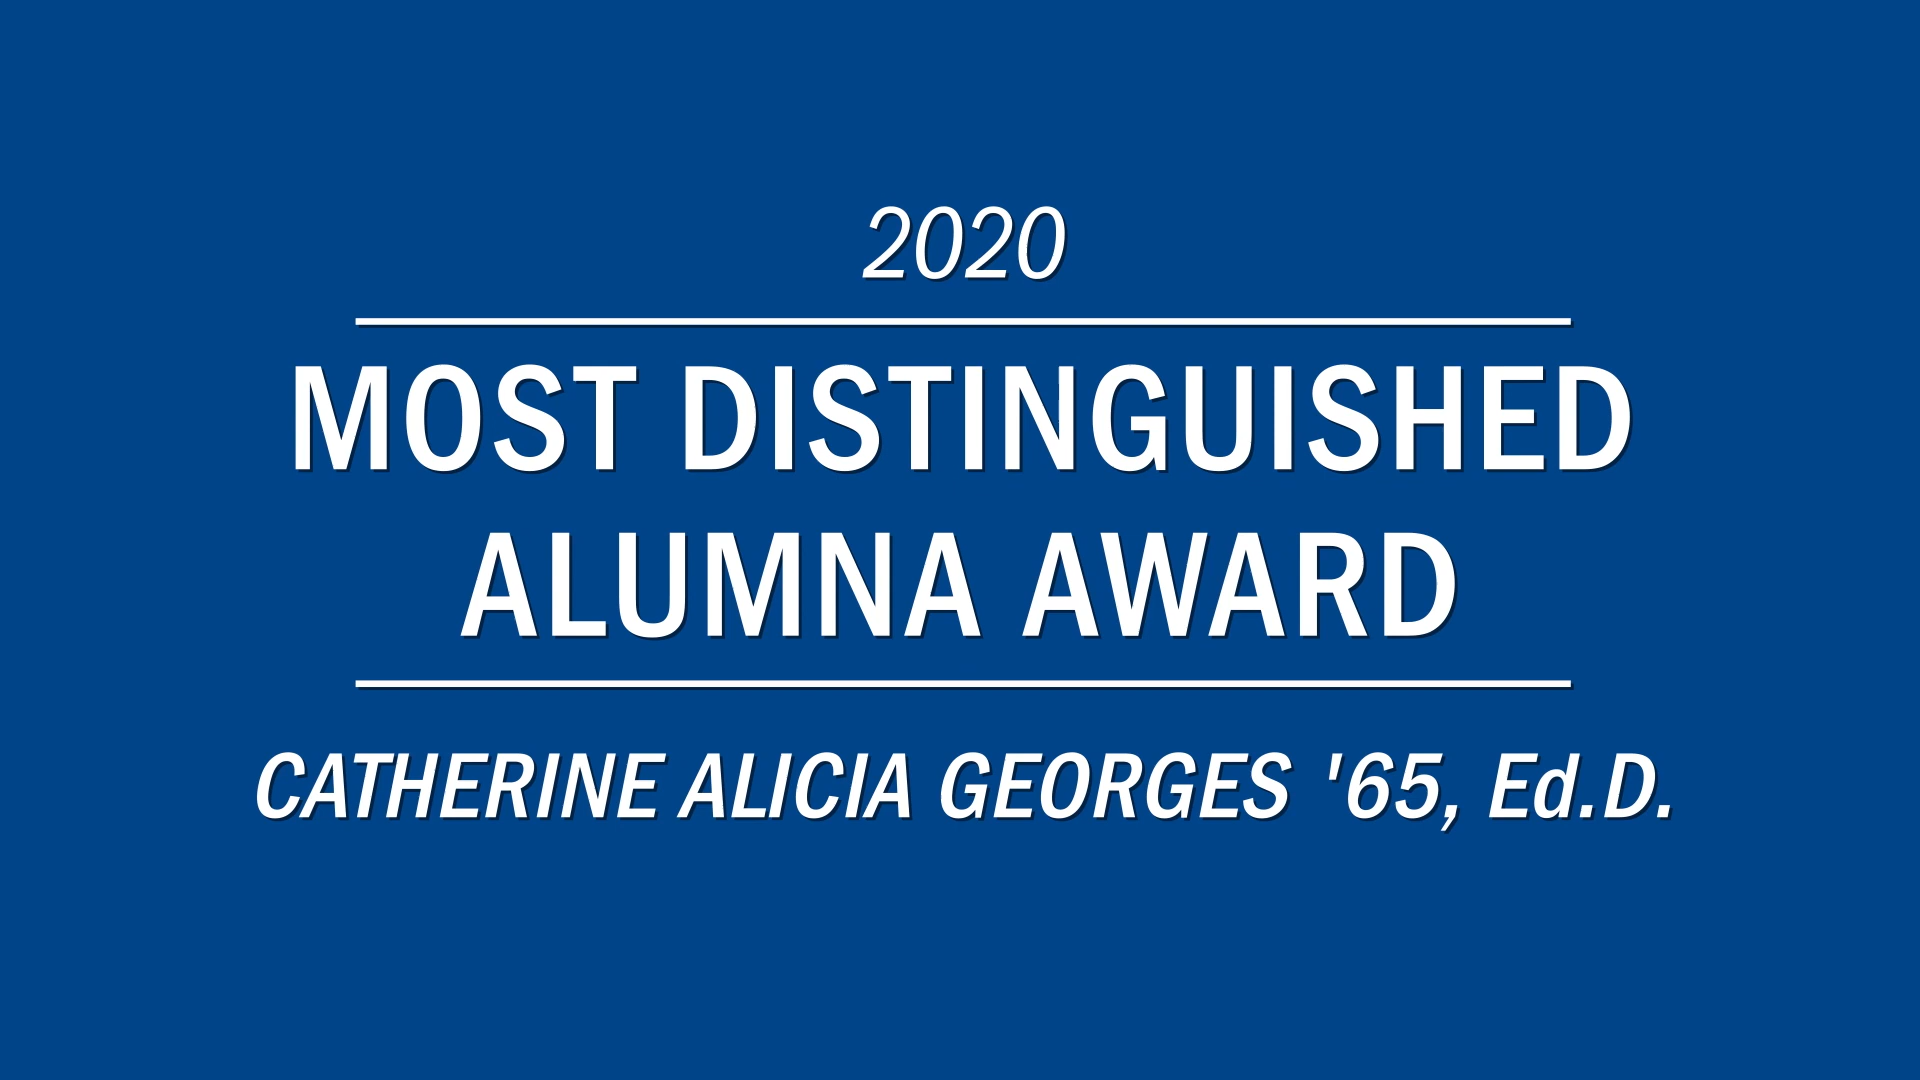 2020
MOST DISTINGUISHED
ALUMNA AWARD
CATHERINE ALICIA GEORGES '65, Ed.D.